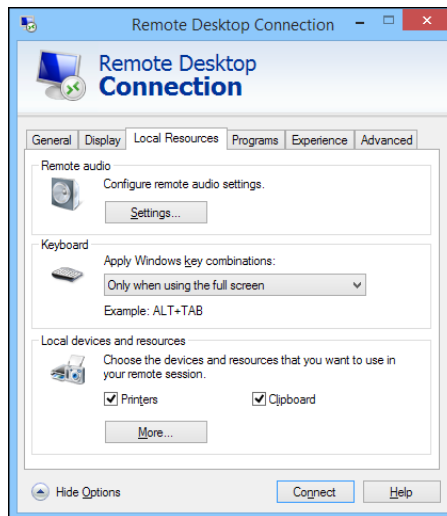 Remote Desktop Connection
Remote Desktop
Connection
General Display Local Resources Programs Experience Advanced
Remote audio
Configure remote audio settings.
Settings...
Keyboard
Apply Windows key combinations:
Only when using the full screen
Example: ALT+TAB
Local devices and resources
Choose the devices and resources that you want to use in
your remote session.
Printers Clipboard
More...
Hide Options Connect Help